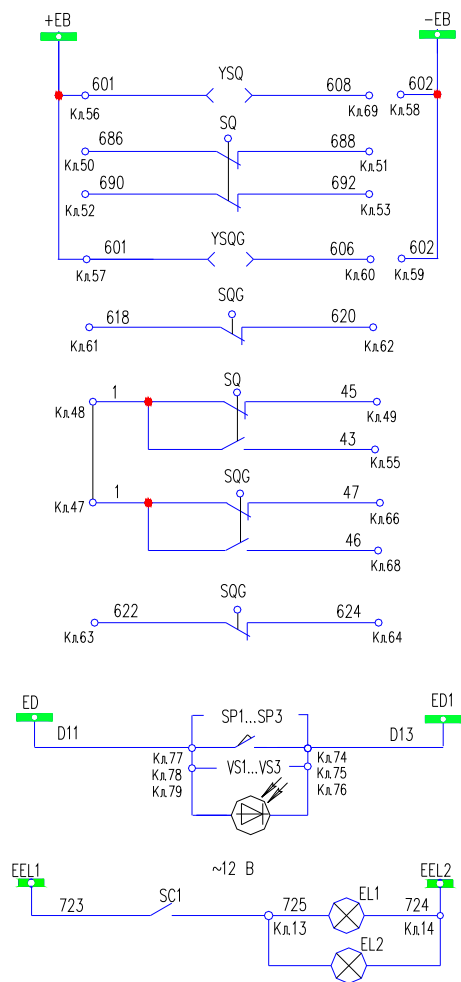 +EB -EB
601 YSQ 608 602
Кл.56 Кл.69 Кл.58
686 SQ 688
Кл.50 Кл.51
690 692
Кл.52 Кл.53
601 YSQG 606 602
Кл.57 Кл.60 Кл.59
618 SQG 620
Кл.61 Кл.62
1 SQ 45
Кл.48 Кл.49
43
Кл.55
1 SQG 47
Кл.47 Кл.66
46
Кл.68
622 SQG 624
Кл.63 Кл.64
ED SP1...SP3 ED1
D11 D13
Кл.77 Кл.74
Кл.78 VS1...VS3 Кл.75
Кл.79 Кл.76
~12 В
EEL1 EEL2
723 SC1 725 EL1 724
Кл.13 Кл.14
EL2